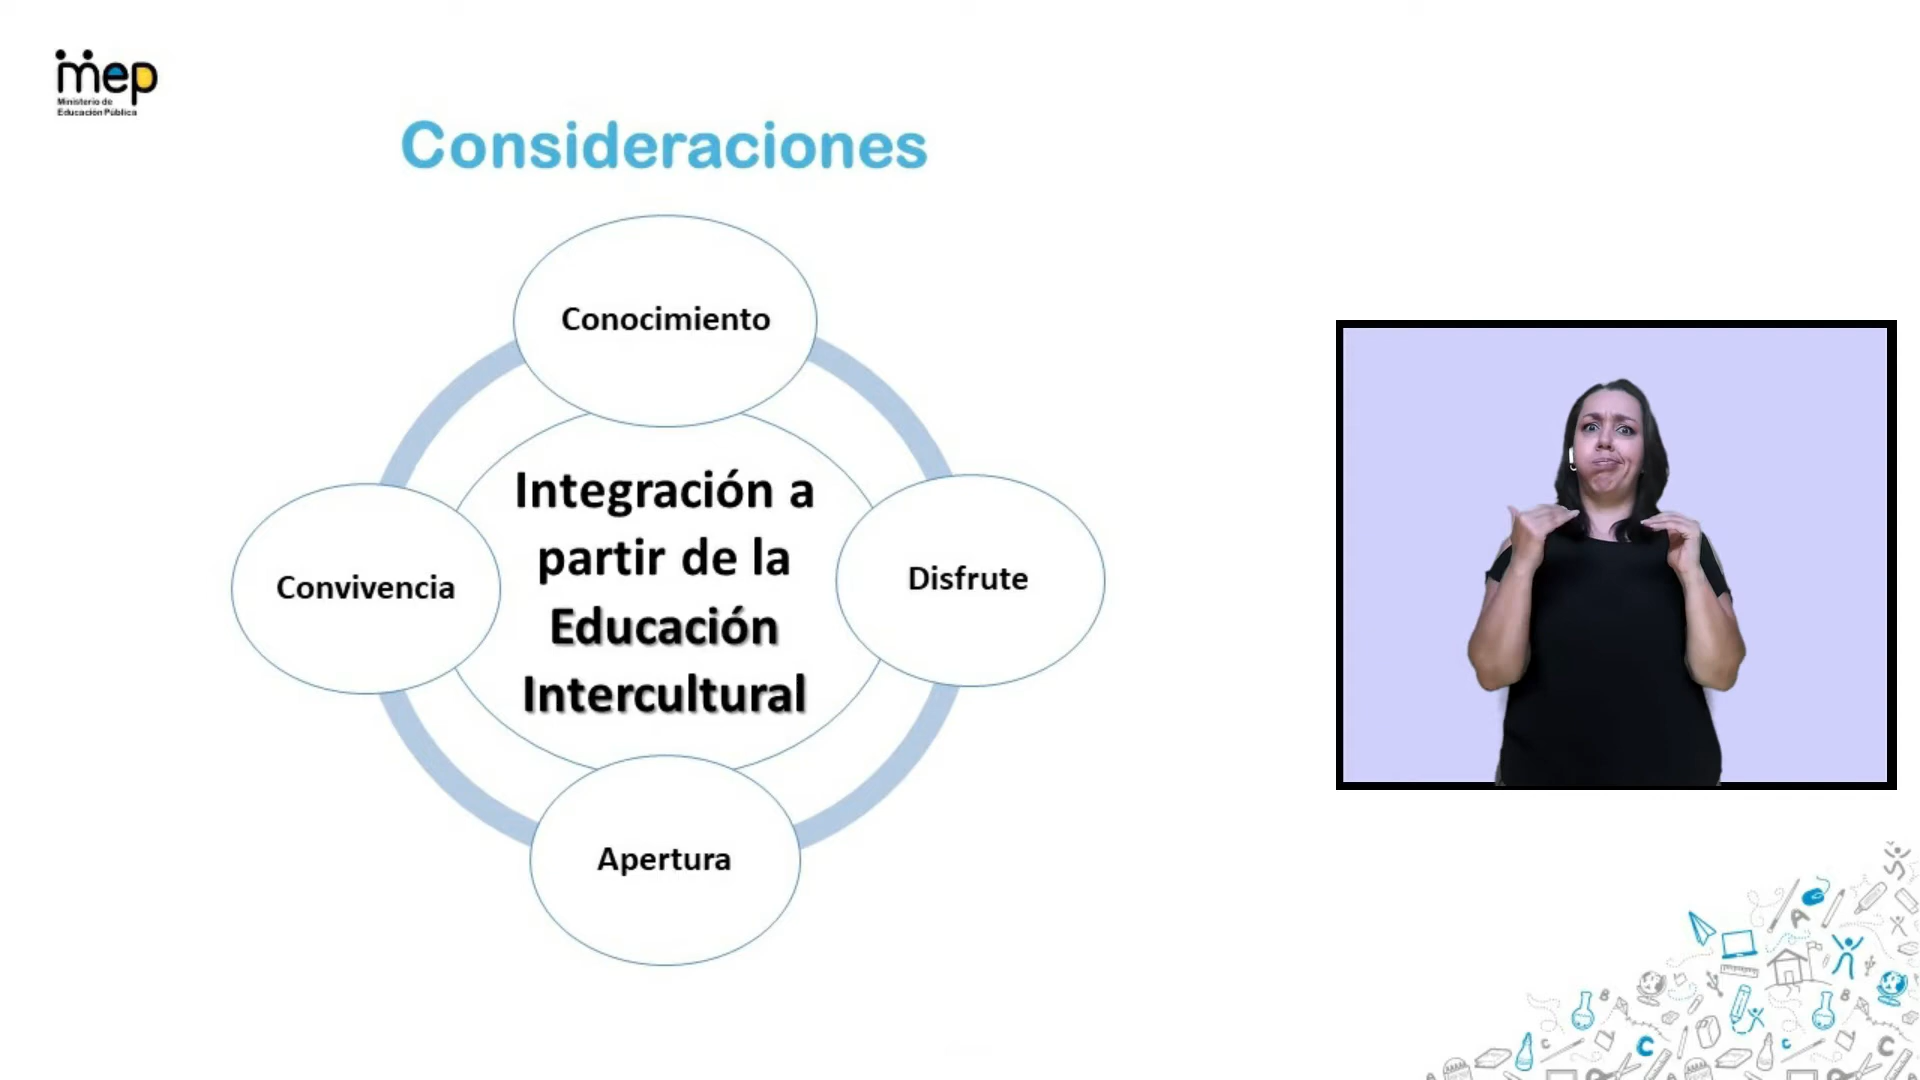 mep
Ministerio de
Educación Pública
Consideraciones
Conocimiento
Integración a
partir de la
Educación
Intercultural
Convivencia
Disfrute
Apertura